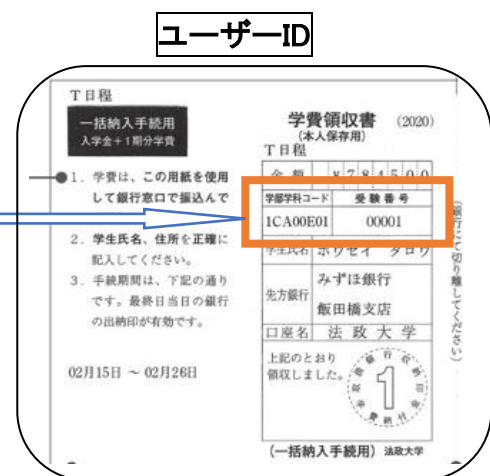 ユーザーID
T日程
一括納入手続用
入学金+1期分学費
1. 学費は、この用紙を使用
して銀行窓口で振込んで
2. 学生氏名、住所を正確に
記入してください。
3. 手続期間は、下記の通り
です。最終日当日の銀行
の出納印が有効です。
02月15日 ~ 02月26日
学費領収書 (2020)
(本人保存用)
T日程
金額 ¥784500
学部学科コード 受験番号
1CA00E01 00001
学生氏名 ホウセイ タロウ
先方銀行 みずほ銀行
飯田橋支店
口座名 法政大学
上記のとおり
領収しました。
1
(一括納入手続用) 法政大学
て切り離してください)